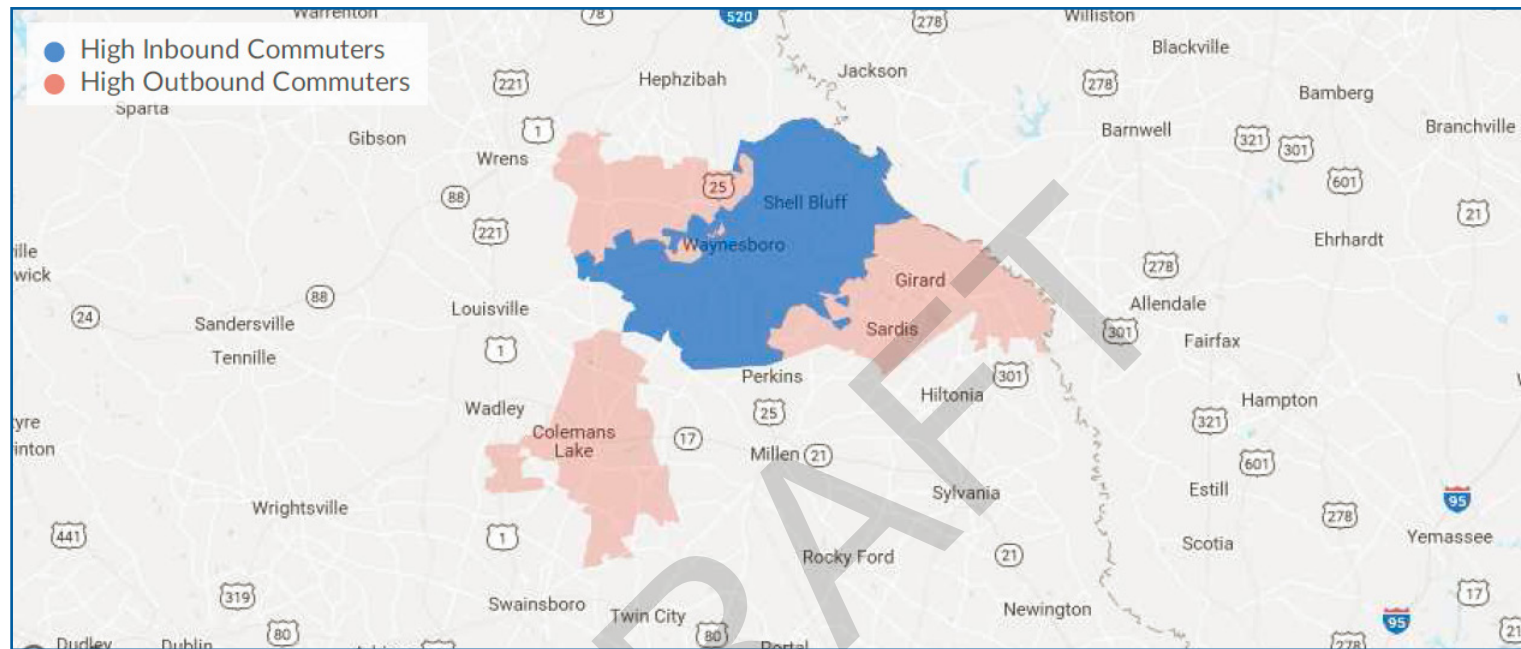 Warrenton
78
520
278
Williston
High Inbound Commuters
High Outbound Commuters
Blackville
Jackson
Hephzibah
221
278
Bamberg
Sparta
Gibson
1
Barnwell
321
301
Branchville
Wrens
25
601
88
Shell Bluff
21
221
Waynesboro
Ehrhardt
ville
wick
278
Girard
88
Louisville
Allendale
24
Sandersville
Sardis
301
Fairfax
Tennille
1
Perkins
301
Hiltonia
Hampton
Wadley
25
321
yre
inton
Colemans
Lake
17
Millen
21
601
Sylvania
Estill
95
Wrightsville
278
441
1
Scotia
Yemassee
Rocky Ford
21
319
Swainsboro
Twin City
Newington
17
95
80
80
21
Dudley
Dublin
Portal
278
DRAFT